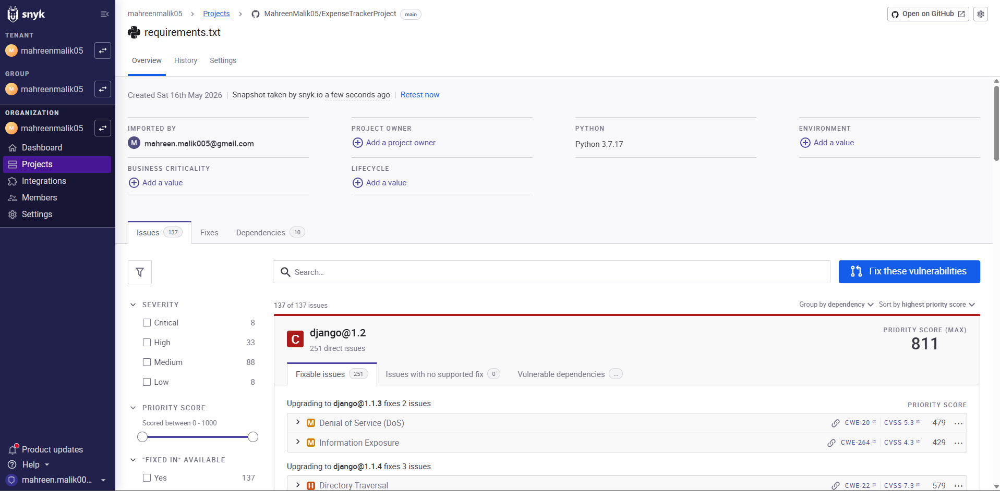 snyk
TENANT
M mahreenmalik05
GROUP
M mahreenmalik05
ORGANIZATION
M mahreenmalik05
Dashboard
Projects
Integrations
Members
Settings
Product updates
Help
mahreen.malik00...
mahreenmalik05 > Projects > MahreenMalik05/ExpenseTrackerProject main
Open on GitHub
requirements.txt
Overview History Settings
Created Sat 16th May 2026 | Snapshot taken by snyk.io a few seconds ago | Retest now
IMPORTED BY
M mahreen.malik005@gmail.com
PROJECT OWNER
Add a project owner
PYTHON
Python 3.7.17
ENVIRONMENT
Add a value
BUSINESS CRITICALITY
Add a value
LIFECYCLE
Add a value
Issues 137 Fixes Dependencies 10
Search...
Fix these vulnerabilities
SEVERITY
Critical 8
High 33
Medium 88
Low 8
PRIORITY SCORE
Scored between 0 - 1000
"FIXED IN" AVAILABLE
Yes 137
137 of 137 issues
Group by dependency Sort by highest priority score
C django@1.2
251 direct issues
PRIORITY SCORE (MAX)
811
Fixable issues 251 Issues with no supported fix 0 Vulnerable dependencies ...
Upgrading to django@1.1.3 fixes 2 issues
PRIORITY SCORE
M Denial of Service (DoS) CWE-20 | CVSS 5.3 479 ...
M Information Exposure CWE-264 | CVSS 4.3 429 ...
Upgrading to django@1.1.4 fixes 3 issues
H Directory Traversal CWE-22 | CVSS 7.3 579 ...